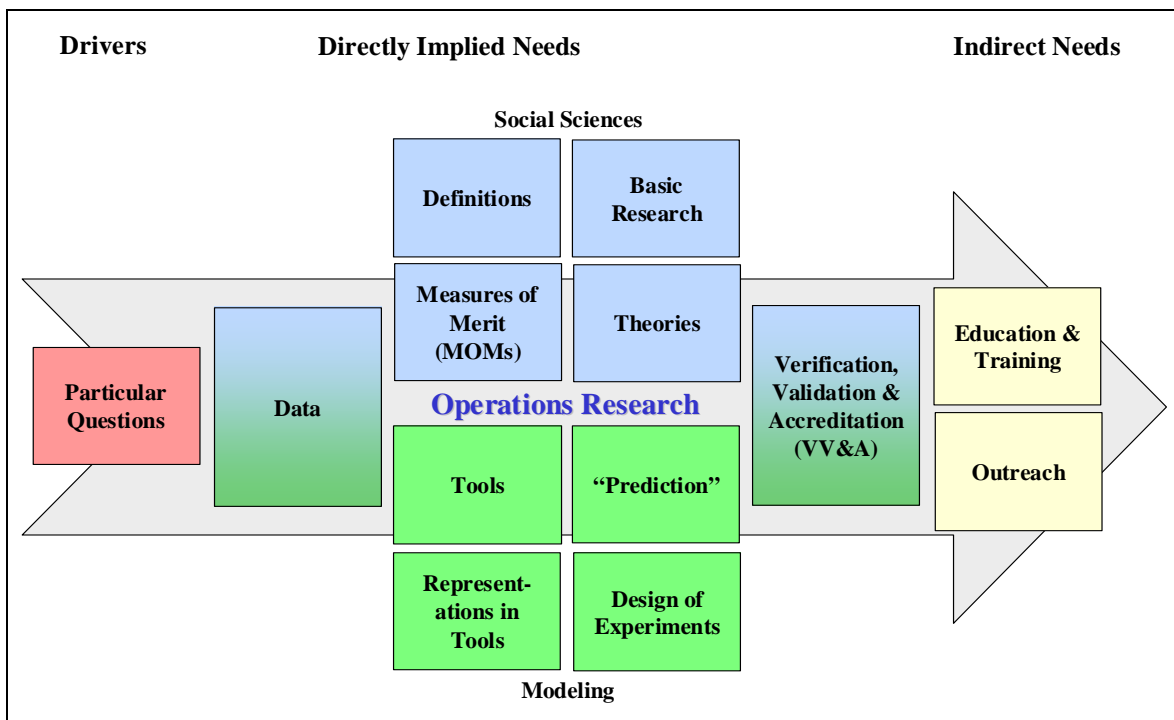 Drivers
Directly Implied Needs
Indirect Needs
Social Sciences
Definitions
Basic
Research
Measures of
Merit
(MOMs)
Theories
Particular
Questions
Data
Operations Research
Verification,
Validation &
Accreditation
(VV&A)
Education &
Training
Outreach
Tools
“Prediction”
Represent-
ations in
Tools
Design of
Experiments
Modeling